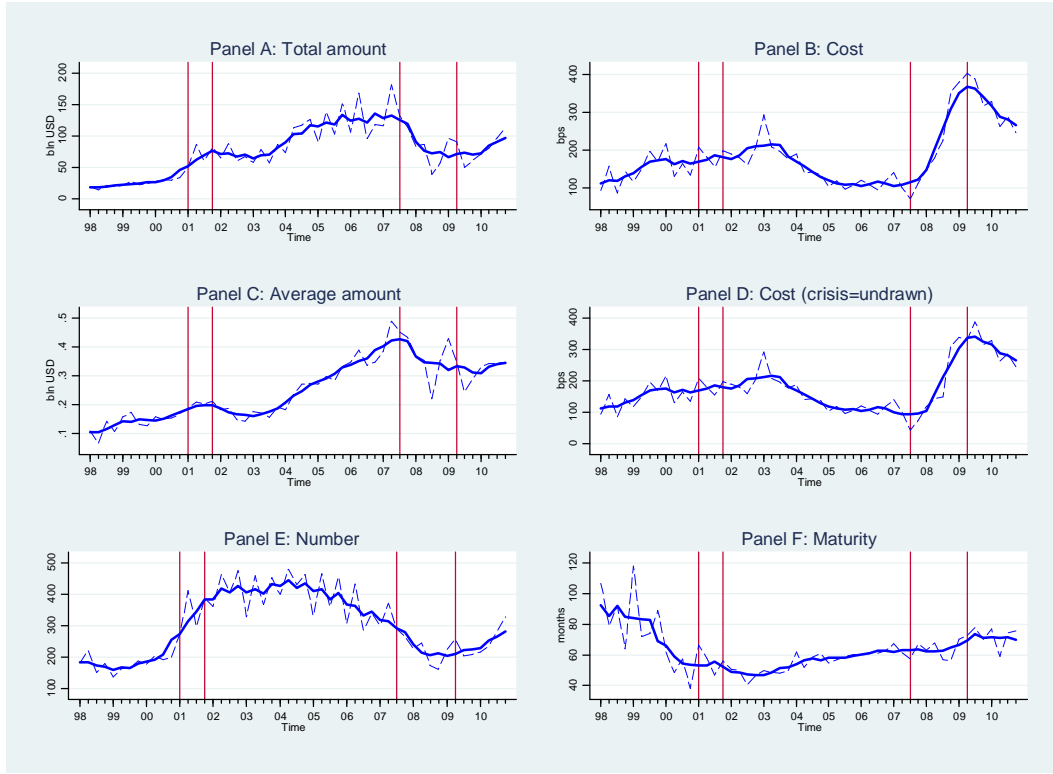 Panel A: Total amount
bln USD
200
150
100
50
0
98 99 00 01 02 03 04 05 06 07 08 09 10
Time
Panel B: Cost
bps
400
300
200
100
98 99 00 01 02 03 04 05 06 07 08 09 10
Time
Panel C: Average amount
bln USD
.5
.4
.3
.2
.1
98 99 00 01 02 03 04 05 06 07 08 09 10
Time
Panel D: Cost (crisis=undrawn)
bps
400
300
200
100
0
98 99 00 01 02 03 04 05 06 07 08 09 10
Time
Panel E: Number
500
400
300
200
100
98 99 00 01 02 03 04 05 06 07 08 09 10
Time
Panel F: Maturity
months
120
100
80
60
40
98 99 00 01 02 03 04 05 06 07 08 09 10
Time